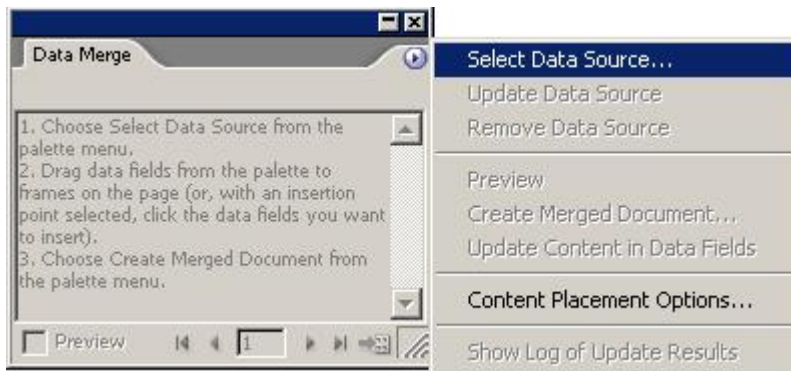 Data Merge
1. Choose Select Data Source from the
palette menu.
2. Drag data fields from the palette to
frames on the page (or, with an insertion
point selected, click the data fields you want
to insert).
3. Choose Create Merged Document from
the palette menu.
Preview
1
Select Data Source...
Update Data Source
Remove Data Source
Preview
Create Merged Document...
Update Content in Data Fields
Content Placement Options...
Show Log of Update Results